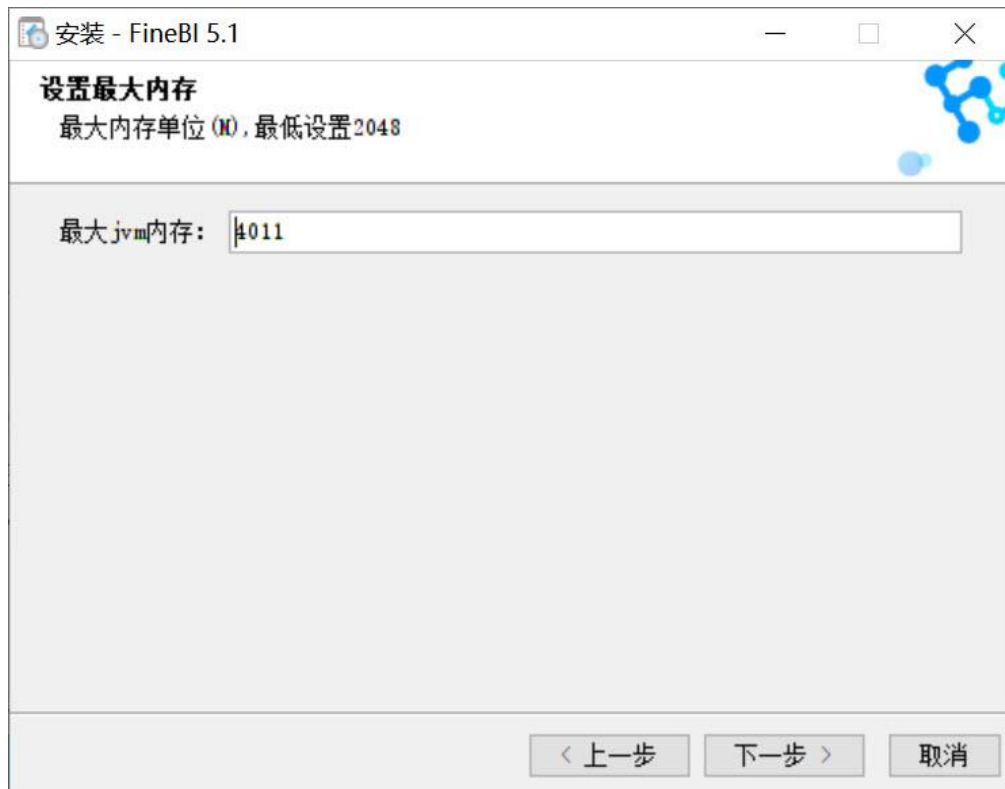 安装 - FineBI 5.1
设置最大内存
最大内存单位(M),最低设置2048
最大jvm内存: 4011
< 上一步 下一步 > 取消